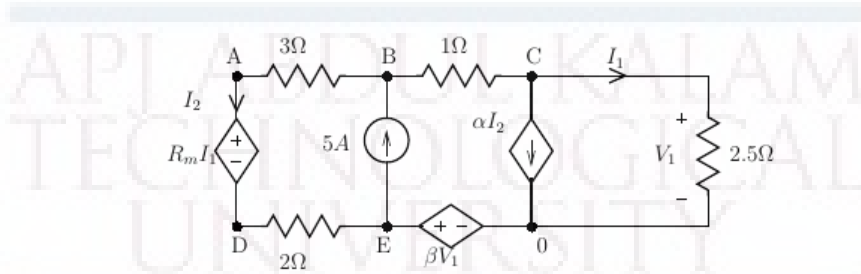 APJ ABDUL KALAM
TECHNOLOGICAL
UNIVERSITY
A 3Ω B 1Ω C I₁
I₂
+
−
RₘI₁
5A
αI₂
+
V₁
−
2.5Ω
D 2Ω E + − βV₁ 0